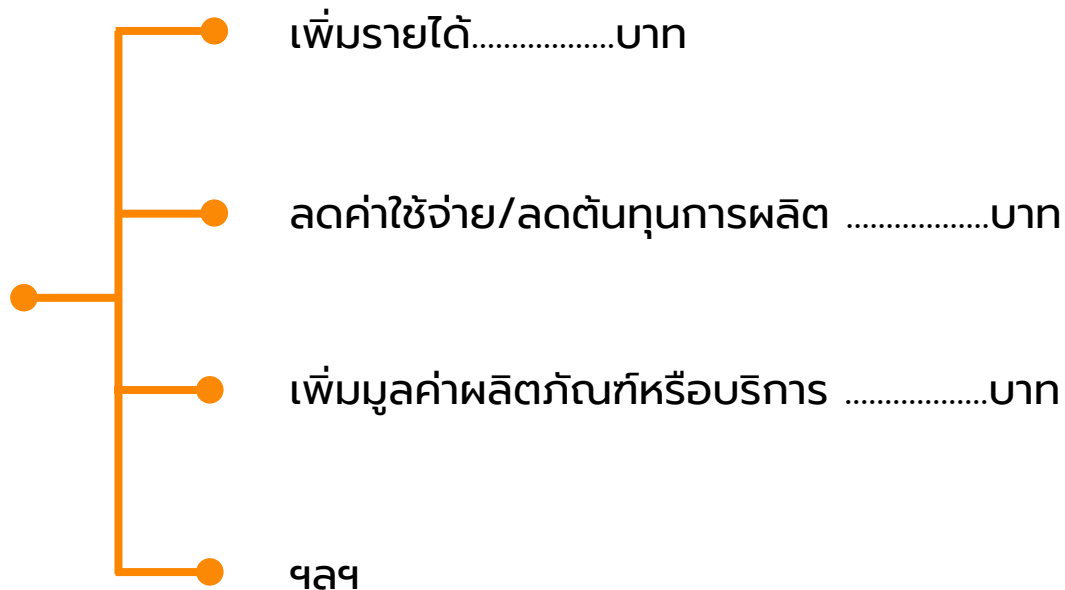 เพิ่มรายได้..................บาท
ลดค่าใช้จ่าย/ลดต้นทุนการผลิต ..................บาท
เพิ่มมูลค่าผลิตภัณฑ์หรือบริการ ..................บาท
ฯลฯ